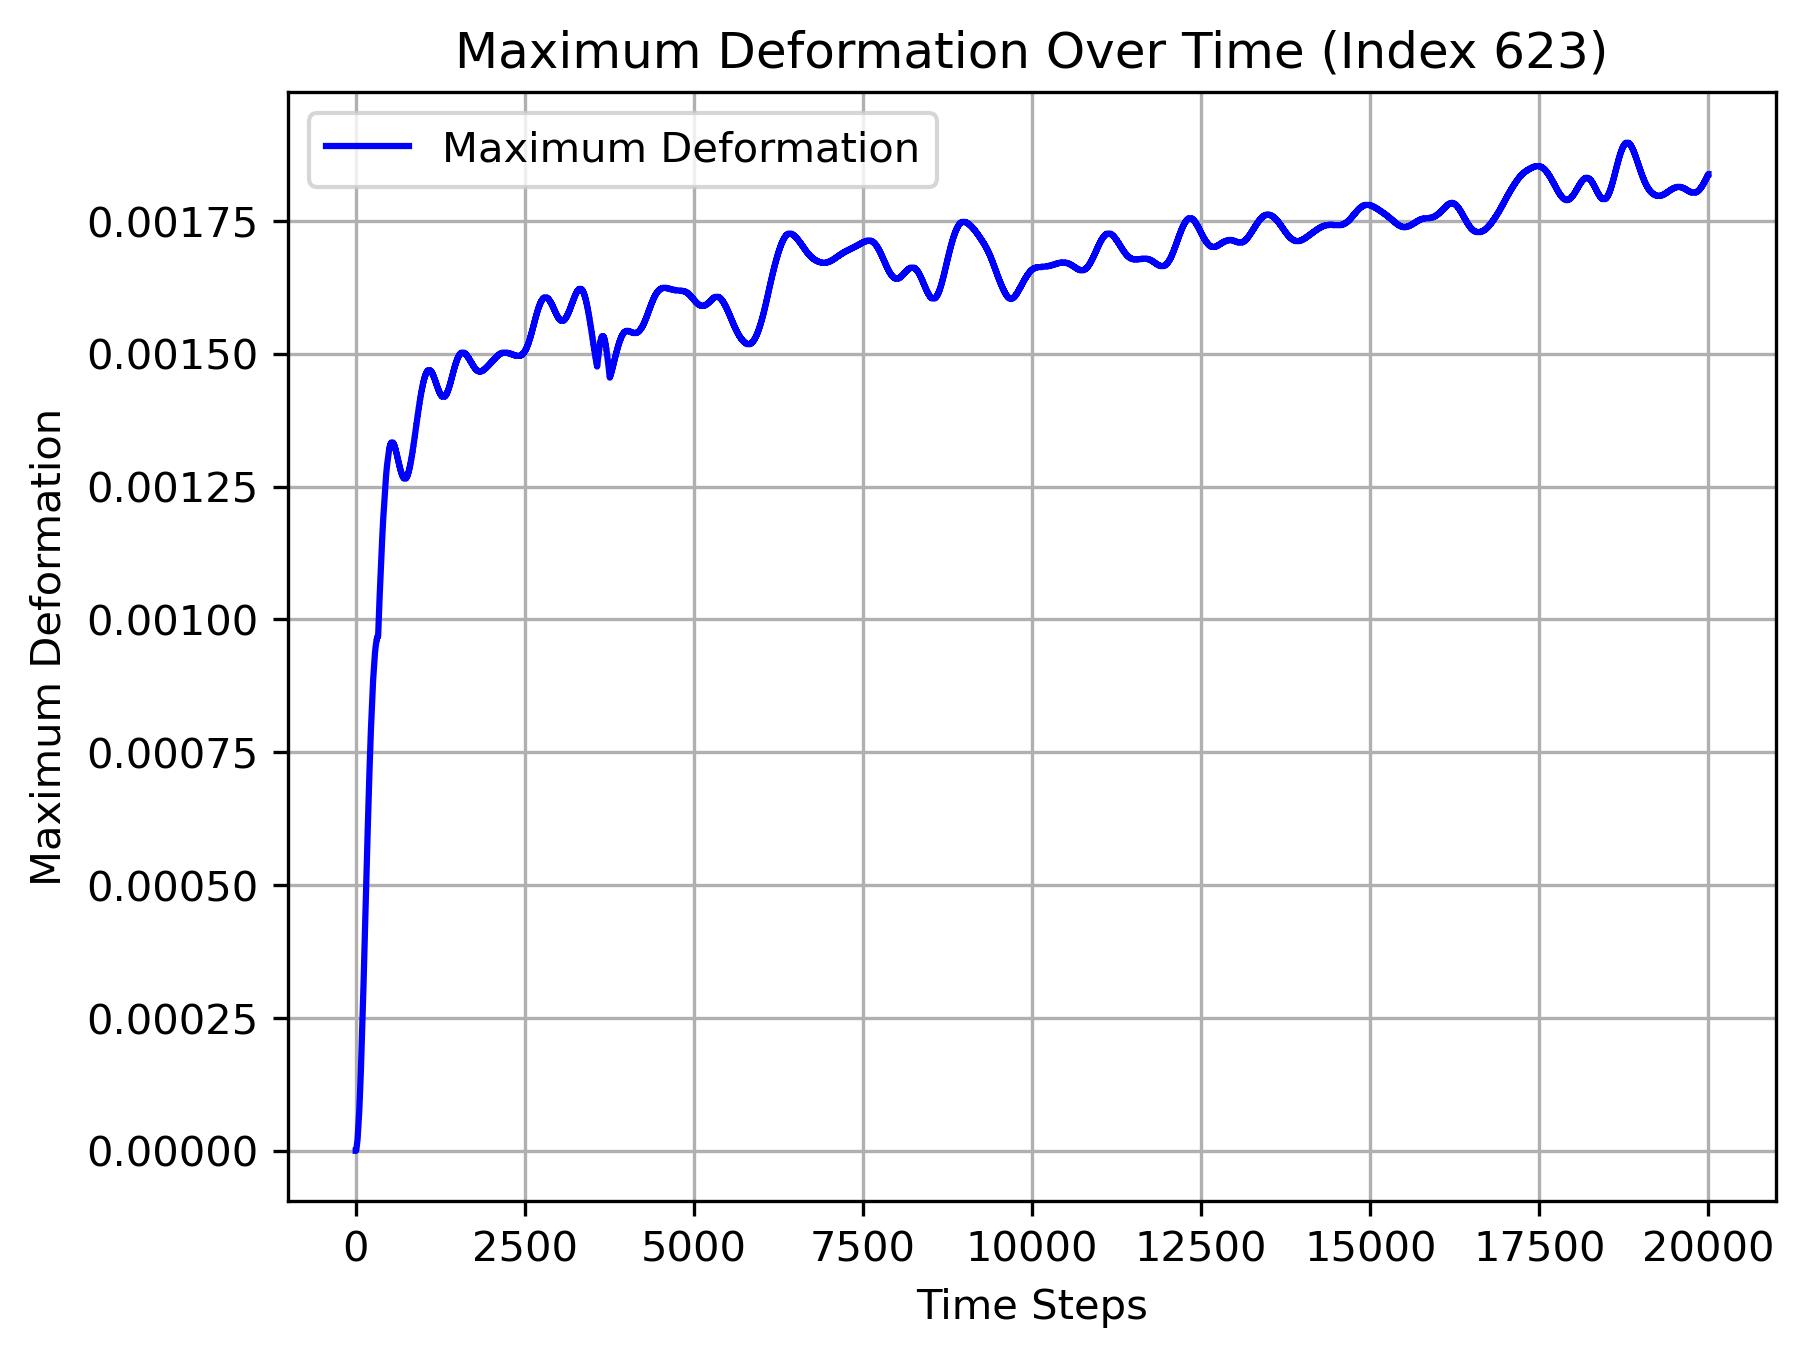 Maximum Deformation Over Time (Index 623)
Maximum Deformation
Maximum Deformation
0.00175
0.00150
0.00125
0.00100
0.00075
0.00050
0.00025
0.00000
0 2500 5000 7500 10000 12500 15000 17500 20000
Time Steps